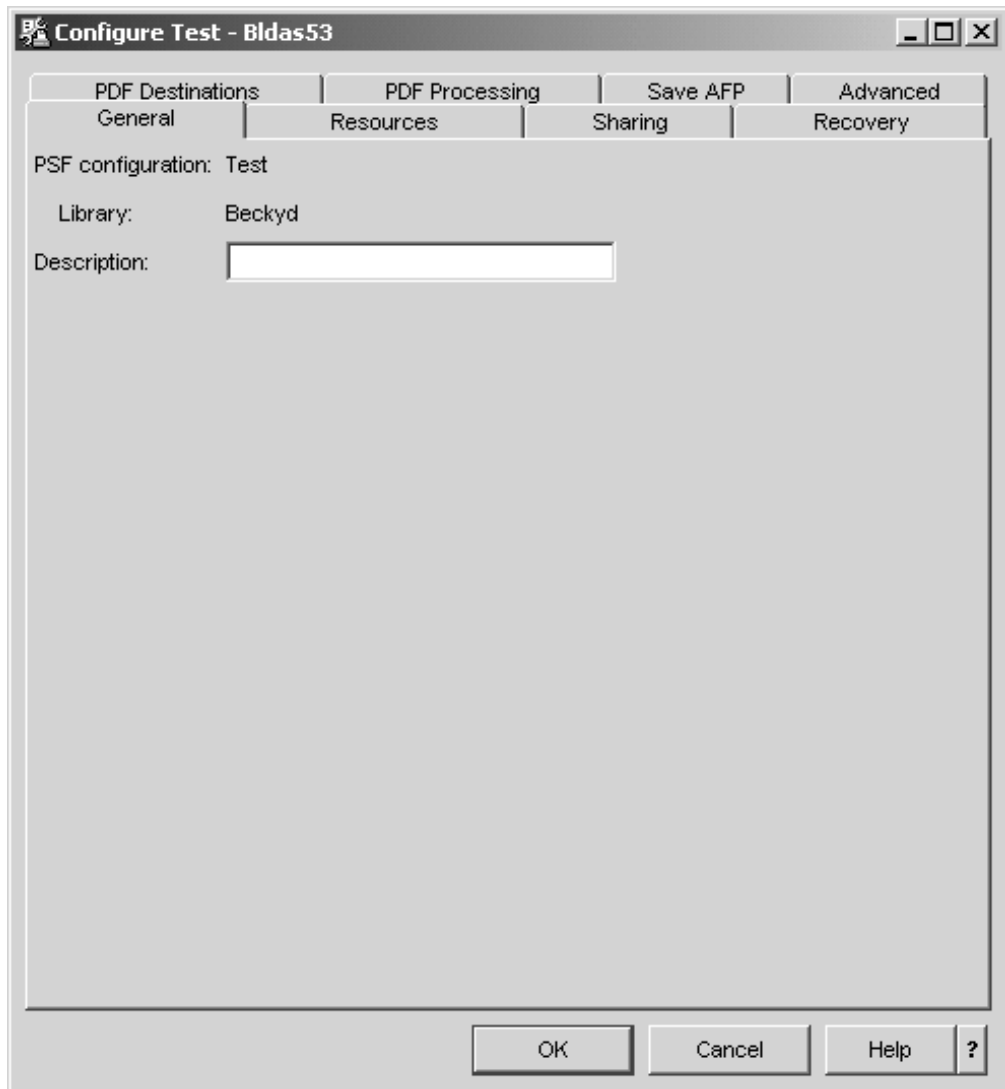 Configure Test - Bldas53
PDF Destinations PDF Processing Save AFP Advanced
General Resources Sharing Recovery
PSF configuration: Test
Library: Beckyd
Description:
OK Cancel Help ?